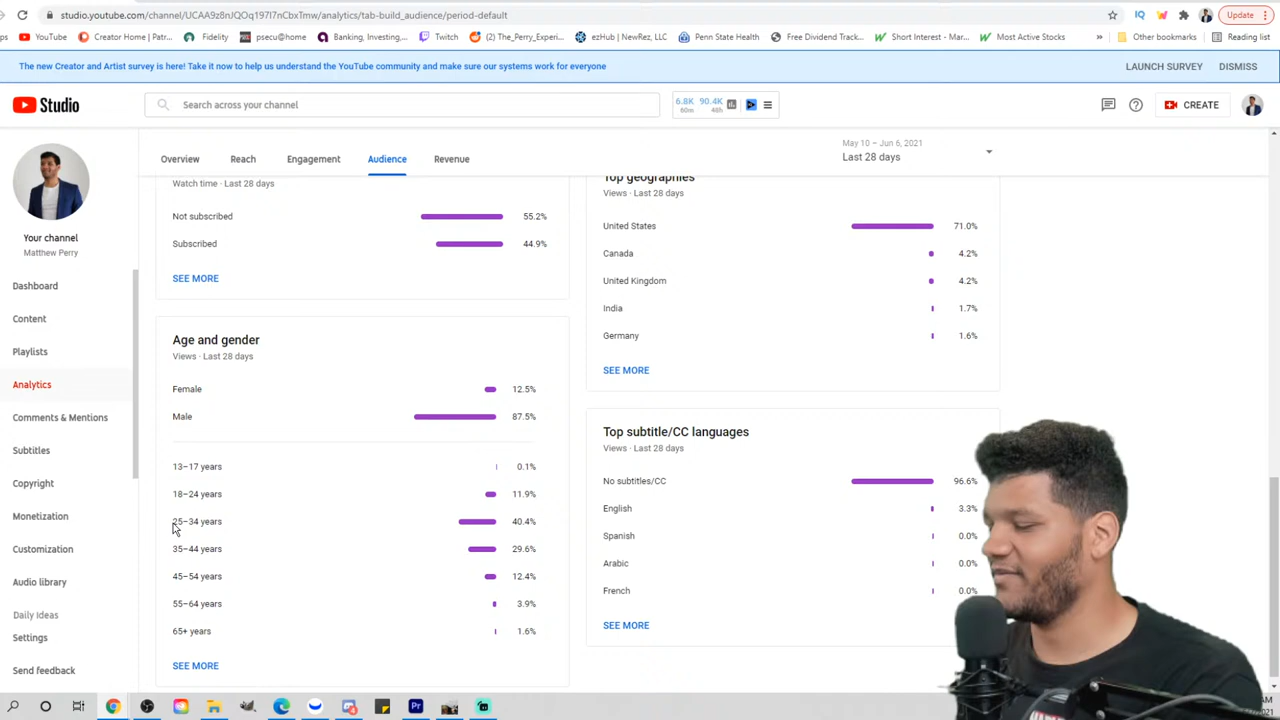 studio.youtube.com/channel/UCAA9z8nJQOq197I7nCbxTmw/analytics/tab-build_audience/period-default
Update
YouTube
Creator Home | Patr...
Fidelity
psecu@home
Banking, Investing,...
Twitch
(2) The_Perry_Experi...
ezHub | NewRez, LLC
Penn State Health
Free Dividend Track...
Short Interest - Mar...
Most Active Stocks
»
Other bookmarks
Reading list
The new Creator and Artist survey is here! Take it now to help us understand the YouTube community and make sure our systems work for everyone
LAUNCH SURVEY
DISMISS
Studio
Search across your channel
6.8K 90.4K
60m 48h
CREATE
Overview
Reach
Engagement
Audience
Revenue
May 10 – Jun 6, 2021
Last 28 days
Your channel
Matthew Perry
Dashboard
Content
Playlists
Analytics
Comments & Mentions
Subtitles
Copyright
Monetization
Customization
Audio library
Daily Ideas
Settings
Send feedback
Watch time · Last 28 days
Not subscribed 55.2%
Subscribed 44.9%
SEE MORE
Age and gender
Views · Last 28 days
Female 12.5%
Male 87.5%
13–17 years 0.1%
18–24 years 11.9%
25–34 years 40.4%
35–44 years 29.6%
45–54 years 12.4%
55–64 years 3.9%
65+ years 1.6%
SEE MORE
Top geographies
Views · Last 28 days
United States 71.0%
Canada 4.2%
United Kingdom 4.2%
India 1.7%
Germany 1.6%
SEE MORE
Top subtitle/CC languages
Views · Last 28 days
No subtitles/CC 96.6%
English 3.3%
Spanish 0.0%
Arabic 0.0%
French 0.0%
SEE MORE